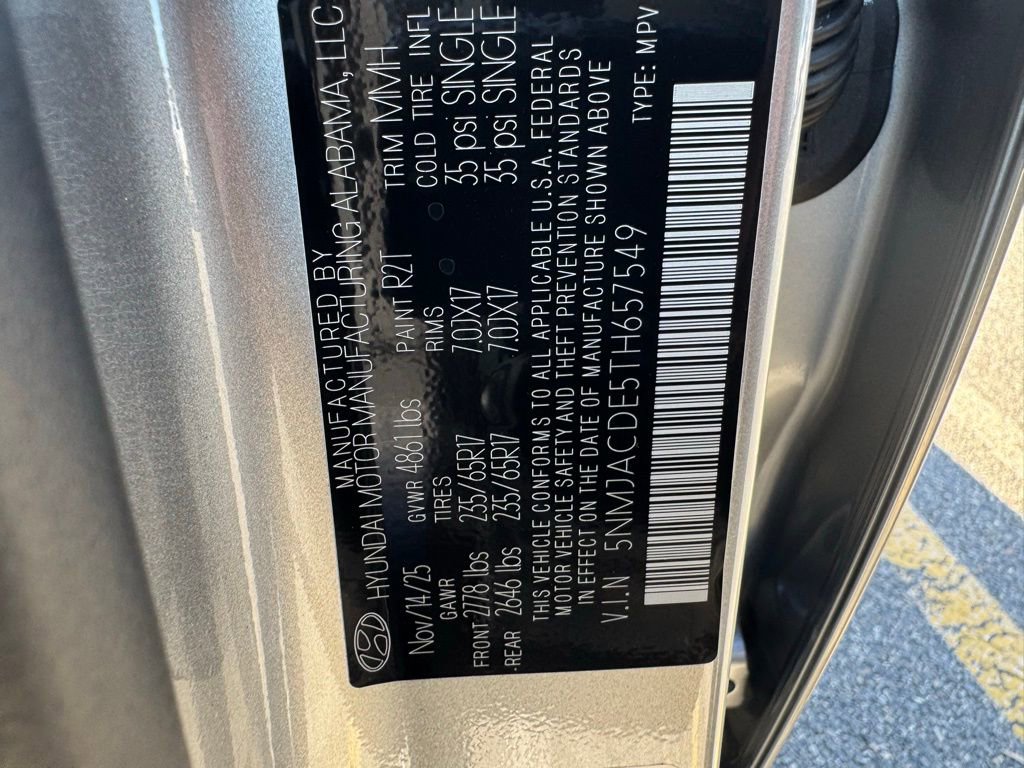 MANUFACTURED BY
HYUNDAI MOTOR MANUFACTURING ALABAMA, LLC
Nov/14/25 GVWR 4861 lbs PAINT R2T TRIM MMH
GAWR TIRES RIMS COLD TIRE INFL
FRONT 2778 lbs 235/65R17 7.0JX17 35 psi SINGLE
REAR 2646 lbs 235/65R17 7.0JX17 35 psi SINGLE
THIS VEHICLE CONFORMS TO ALL APPLICABLE U.S.A. FEDERAL
MOTOR VEHICLE SAFETY AND THEFT PREVENTION STANDARDS
IN EFFECT ON THE DATE OF MANUFACTURE SHOWN ABOVE
V.I.N 5NMJACDE5TH657549 TYPE: MPV